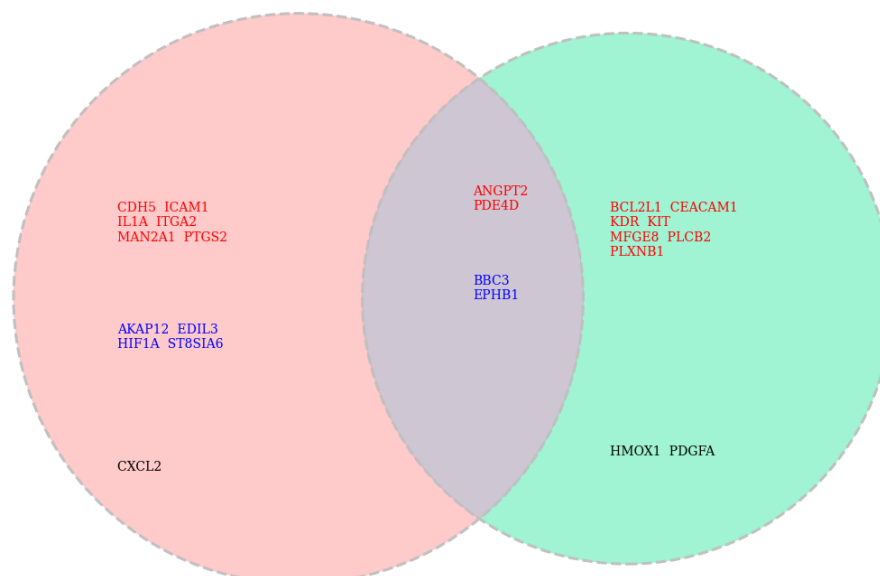 CDH5 ICAM1
IL1A ITGA2
MAN2A1 PTGS2
AKAP12 EDIL3
HIF1A ST8SIA6
CXCL2
ANGPT2
PDE4D
BBC3
EPHB1
BCL2L1 CEACAM1
KDR KIT
MFGE8 PLCB2
PLXNB1
HMOX1 PDGFA